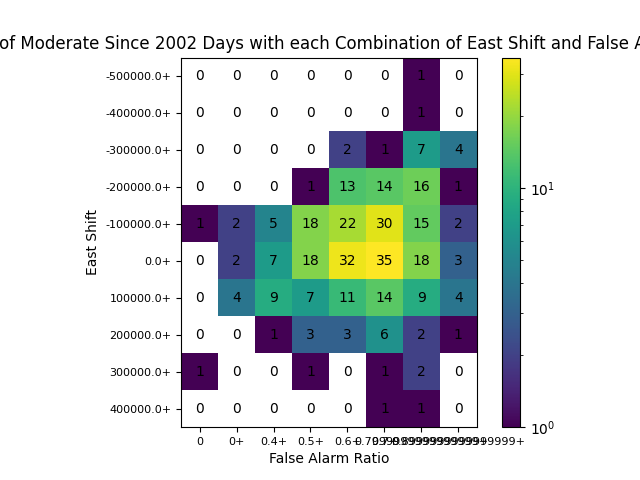 of Moderate Since 2002 Days with each Combination of East Shift and False A
-500000.0+ 0 0 0 0 0 0 1 0
-400000.0+ 0 0 0 0 0 0 1 0
-300000.0+ 0 0 0 0 2 1 7 4
-200000.0+ 0 0 0 1 13 14 16 1
-100000.0+ 1 2 5 18 22 30 15 2
0.0+ 0 2 7 18 32 35 18 3
100000.0+ 0 4 9 7 11 14 9 4
200000.0+ 0 0 1 3 3 6 2 1
300000.0+ 1 0 0 1 0 1 2 0
400000.0+ 0 0 0 0 0 1 1 0
0 0+ 0.4+ 0.5+ 0.6+
False Alarm Ratio
East Shift
10¹
10⁰